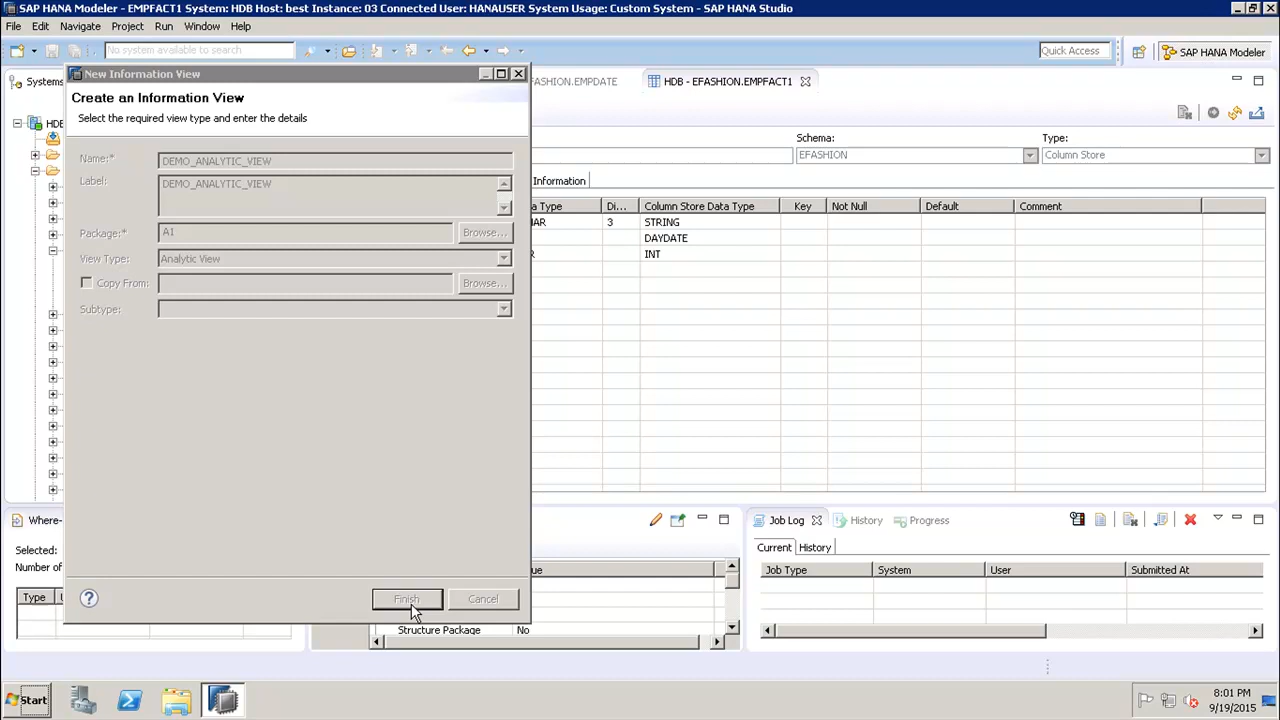 SAP HANA Modeler - EMPFACT1 System: HDB Host: best Instance: 03 Connected User: HANAUSER System Usage: Custom System - SAP HANA Studio
File Edit Navigate Project Run Window Help
No system available to search
Quick Access
SAP HANA Modeler
Systems
New Information View
FASHION.EMPDATE
HDB - EFASHION.EMPFACT1
Create an Information View
Select the required view type and enter the details
HDB
Name:* DEMO_ANALYTIC_VIEW
Label: DEMO_ANALYTIC_VIEW
Package:* A1 Browse...
View Type: Analytic View
Copy From: Browse...
Subtype:
Finish Cancel
Schema: Type:
EFASHION Column Store
Information
Type Di... Column Store Data Type Key Not Null Default Comment
AR 3 STRING
DAYDATE
R INT
Where-
Selected:
Number of
Type
Structure Package No
Job Log History Progress
Current History
Job Type System User Submitted At
Start
8:01 PM
9/19/2015